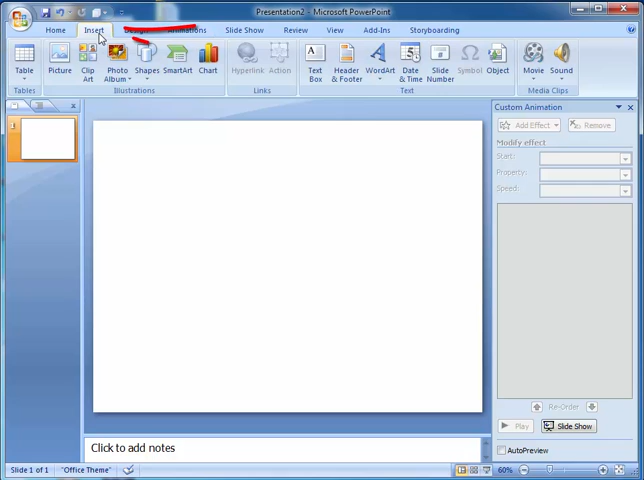 Presentation2 - Microsoft PowerPoint
Home Insert Design Animations Slide Show Review View Add-Ins Storyboarding
Table Picture Clip Art Photo Album Shapes SmartArt Chart Hyperlink Action Text Box Header & Footer WordArt Date & Time Slide Number Symbol Object Movie Sound
Tables Illustrations Links Text Media Clips
Custom Animation
Add Effect Remove
Modify effect
Start:
Property:
Speed:
1
Re-Order
Play Slide Show
Click to add notes
AutoPreview
Slide 1 of 1 "Office Theme" 60%